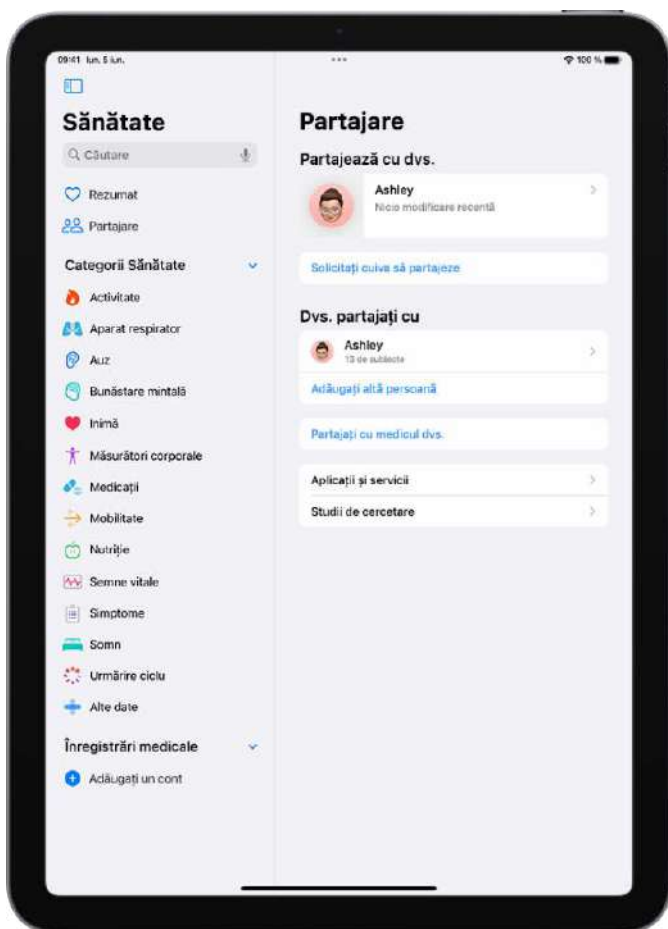 09:41 lun. 5 iun.
100 %
Sănătate
Căutare
Rezumat
Partajare
Categorii Sănătate
Activitate
Aparat respirator
Auz
Bunăstare mintală
Inimă
Măsurători corporale
Medicații
Mobilitate
Nutriție
Semne vitale
Simptome
Somn
Urmărire ciclu
Alte date
Înregistrări medicale
Adăugați un cont
Partajare
Partajează cu dvs.
Ashley
Nicio modificare recentă
Solicitați cuiva să partajeze
Dvs. partajați cu
Ashley
13 de subiecte
Adăugați altă persoană
Partajați cu medicul dvs.
Aplicații și servicii
Studii de cercetare